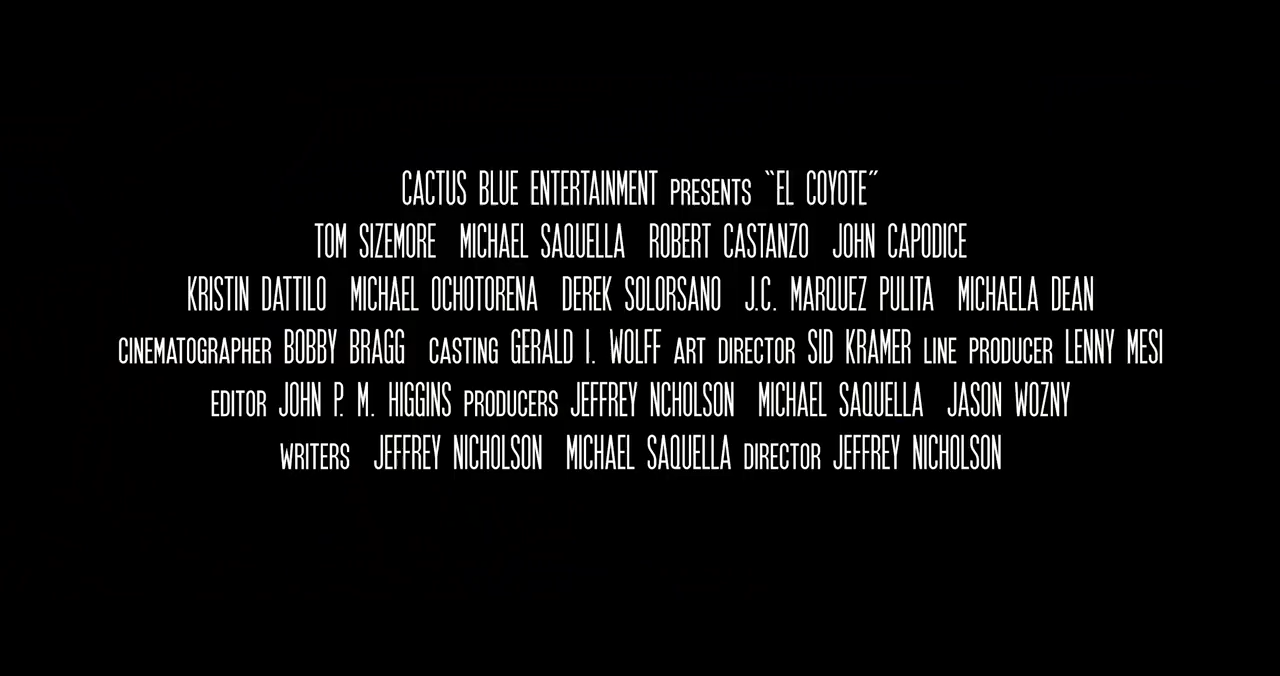 CACTUS BLUE ENTERTAINMENT PRESENTS “EL COYOTE”
TOM SIZEMORE MICHAEL SAQUELLA ROBERT CASTANZO JOHN CAPODICE
KRISTIN DATTILO MICHAEL OCHOTORENA DEREK SOLORSANO J.C. MARQUEZ PULITA MICHAELA DEAN
CINEMATOGRAPHER BOBBY BRAGG CASTING GERALD I. WOLFF ART DIRECTOR SID KRAMER LINE PRODUCER LENNY MESI
EDITOR JOHN P. M. HIGGINS PRODUCERS JEFFREY NCHOLSON MICHAEL SAQUELLA JASON WOZNY
WRITERS JEFFREY NICHOLSON MICHAEL SAQUELLA DIRECTOR JEFFREY NICHOLSON